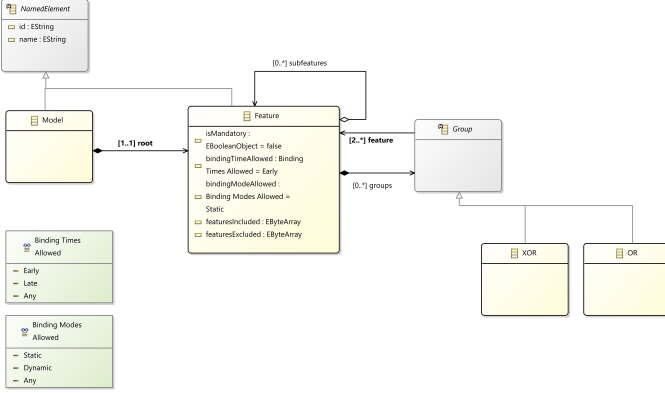 NamedElement
id : EString
name : EString
[0..*] subfeatures
Model
[1..1] root
Feature
isMandatory :
EBooleanObject = false
bindingTimeAllowed : Binding
Times Allowed = Early
bindingModeAllowed :
Binding Modes Allowed =
Static
featuresIncluded : EByteArray
featuresExcluded : EByteArray
[2..*] feature
[0..*] groups
Group
XOR
OR
Binding Times
Allowed
Early
Late
Any
Binding Modes
Allowed
Static
Dynamic
Any